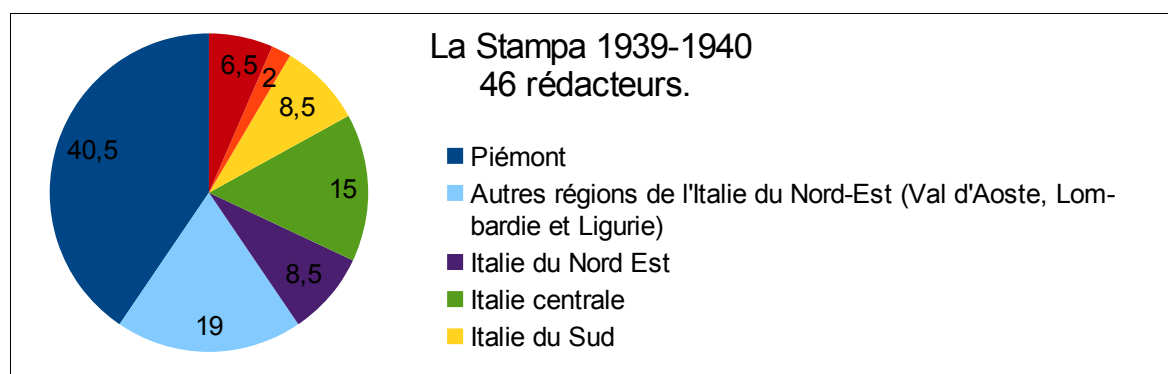 La Stampa 1939-1940
46 rédacteurs.
6,5
2
8,5
40,5
15
8,5
19
Piémont
Autres régions de l'Italie du Nord-Est (Val d'Aoste, Lom-
bardie et Ligurie)
Italie du Nord Est
Italie centrale
Italie du Sud